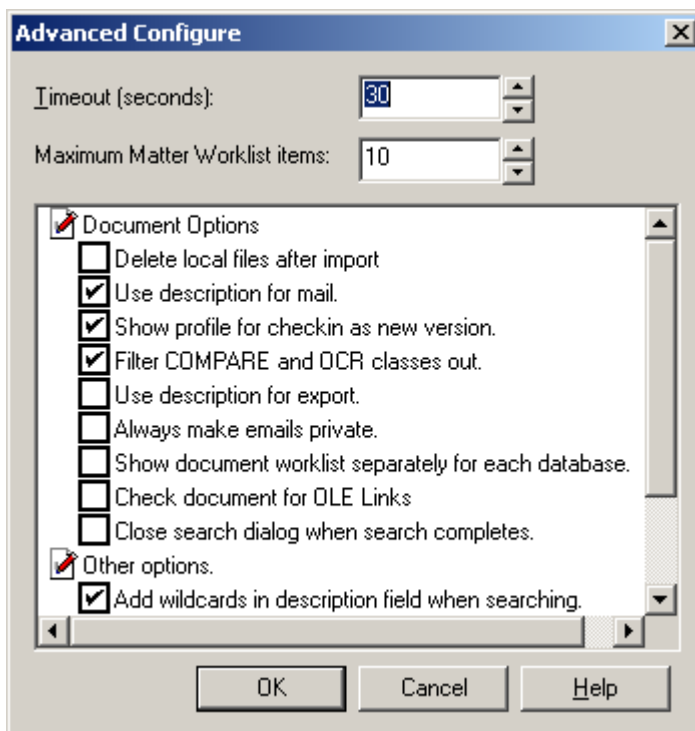 Advanced Configure
Timeout (seconds): 30
Maximum Matter Worklist items: 10
Document Options
Delete local files after import
Use description for mail.
Show profile for checkin as new version.
Filter COMPARE and OCR classes out.
Use description for export.
Always make emails private.
Show document worklist separately for each database.
Check document for OLE Links
Close search dialog when search completes.
Other options.
Add wildcards in description field when searching.
OK Cancel Help